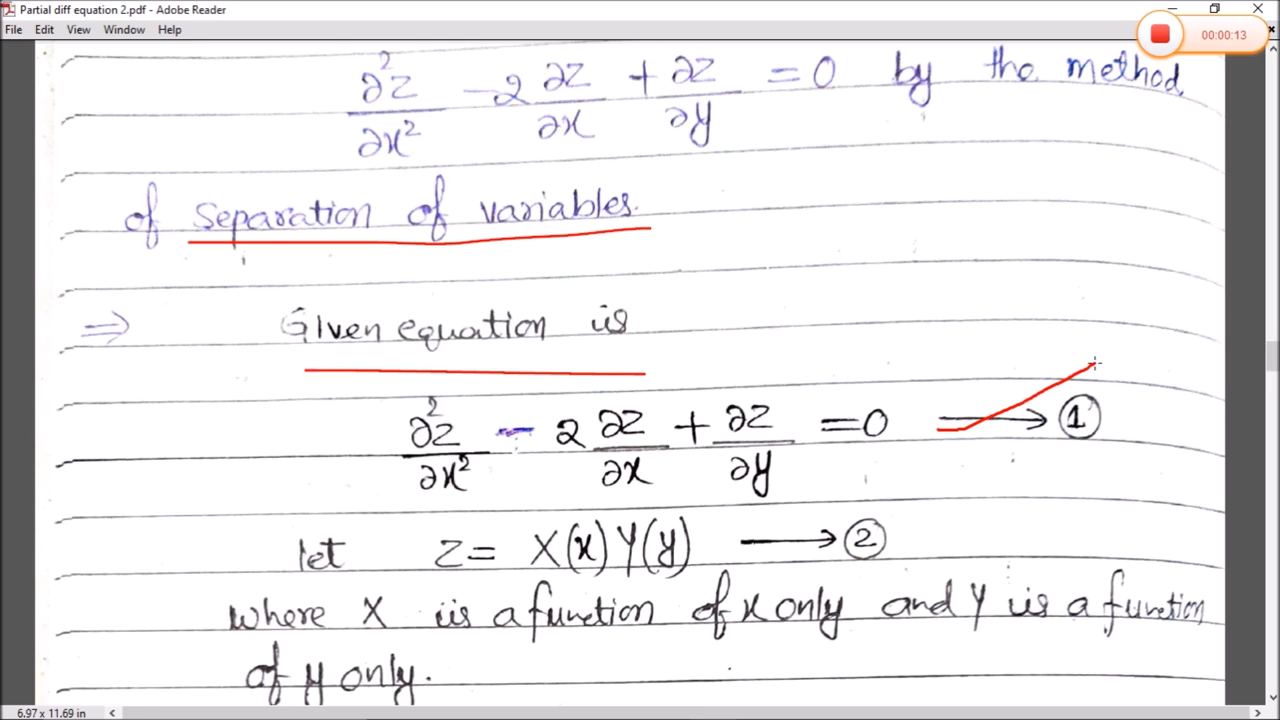 Partial diff equation 2.pdf - Adobe Reader
File Edit View Window Help
00:00:13
∂²z/∂x² - 2 ∂z/∂x + ∂z/∂y = 0 by the method
of separation of variables.
⇒ Given equation is
∂²z/∂x² - 2 ∂z/∂x + ∂z/∂y = 0 → ①
let z = X(x) Y(y) → ②
where X is a function of x only and Y is a function
of y only.
6.97 x 11.69 in